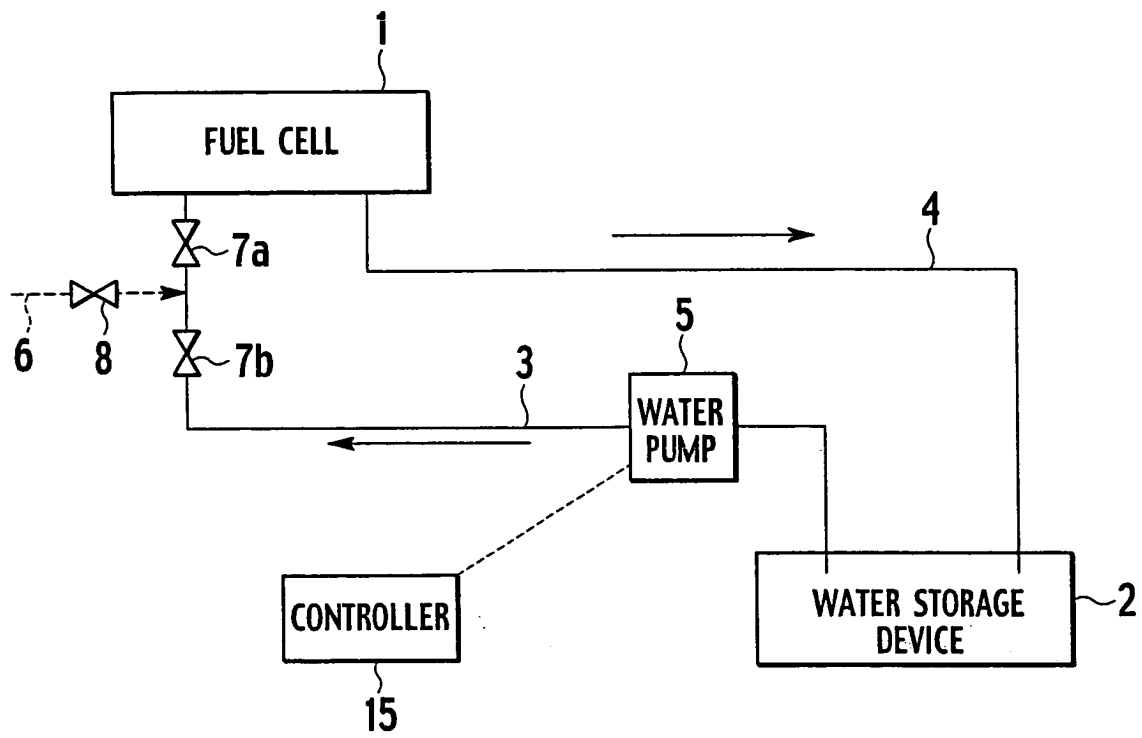 1
FUEL CELL
4
7a
6
8
7b
5
3
WATER
PUMP
CONTROLLER
WATER STORAGE
DEVICE
2
15